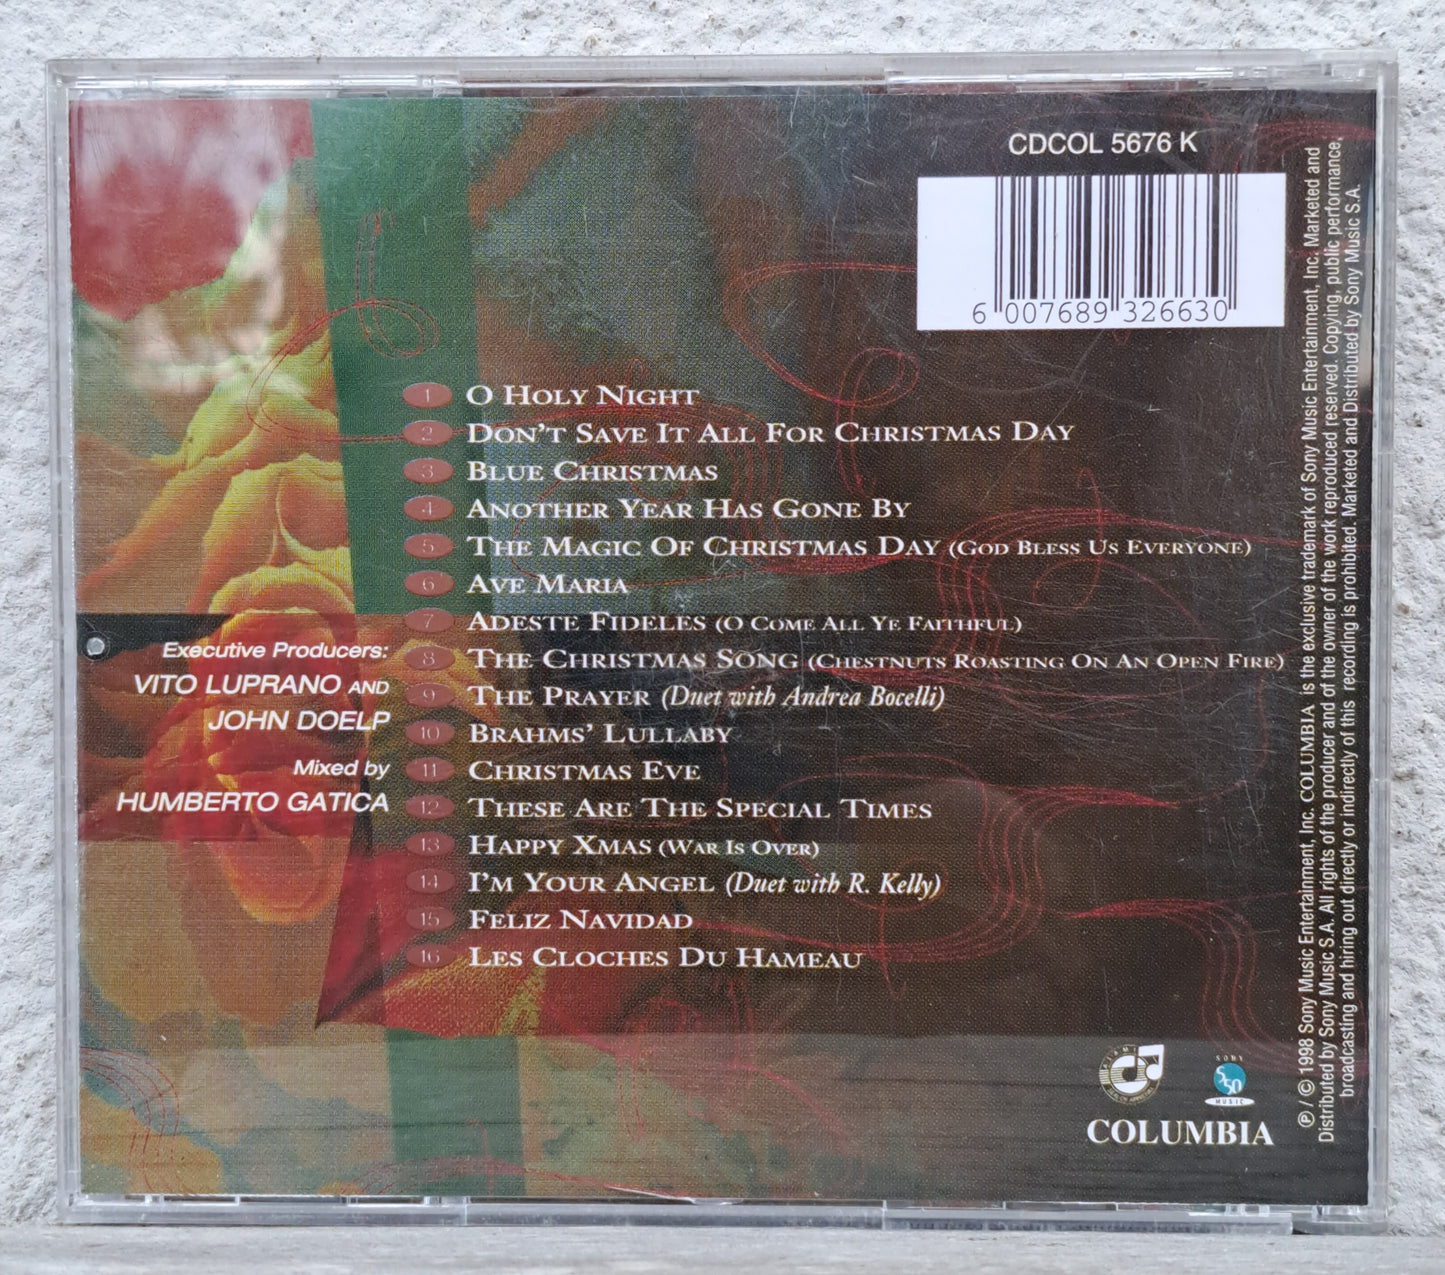 CDCOL 5676 K
6 007689 326630
1 O HOLY NIGHT
2 DON'T SAVE IT ALL FOR CHRISTMAS DAY
3 BLUE CHRISTMAS
4 ANOTHER YEAR HAS GONE BY
5 THE MAGIC OF CHRISTMAS DAY (GOD BLESS US EVERYONE)
6 AVE MARIA
7 ADESTE FIDELES (O COME ALL YE FAITHFUL)
8 THE CHRISTMAS SONG (CHESTNUTS ROASTING ON AN OPEN FIRE)
9 THE PRAYER (Duet with Andrea Bocelli)
10 BRAHMS' LULLABY
11 CHRISTMAS EVE
12 THESE ARE THE SPECIAL TIMES
13 HAPPY XMAS (WAR IS OVER)
14 I'M YOUR ANGEL (Duet with R. Kelly)
15 FELIZ NAVIDAD
16 LES CLOCHES DU HAMEAU
Executive Producers:
VITO LUPRANO AND
JOHN DOELP
Mixed by
HUMBERTO GATICA
SONY
550
MUSIC
COLUMBIA
℗ / © 1998 Sony Music Entertainment, Inc. COLUMBIA is the exclusive trademark of Sony Music Entertainment, Inc. Marketed and
Distributed by Sony Music S.A. All rights of the producer and of the owner of the work reproduced reserved. Copying, public performance,
broadcasting and hiring out directly or indirectly of this recording is prohibited. Marketed and Distributed by Sony Music S.A.